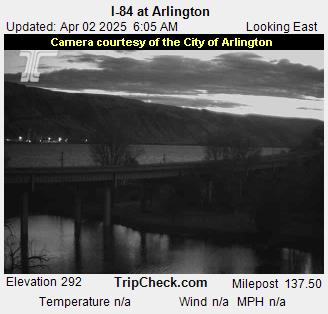 I-84 at Arlington
Updated: Apr 02 2025 6:05 AM Looking East
Camera courtesy of the City of Arlington
Elevation 292 TripCheck.com Milepost 137.50
Temperature n/a Wind n/a MPH n/a